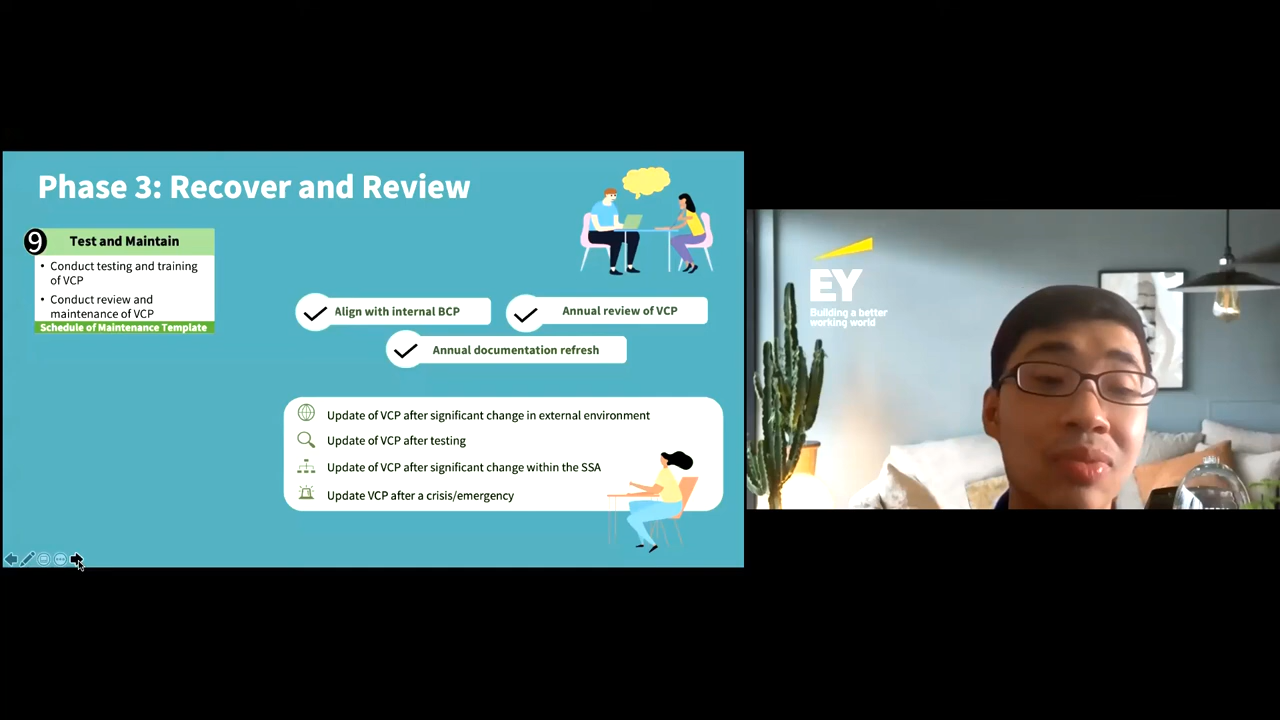 Phase 3: Recover and Review
9
Test and Maintain
• Conduct testing and training
of VCP
• Conduct review and
maintenance of VCP
Schedule of Maintenance Template
Align with internal BCP
Annual review of VCP
Annual documentation refresh
Update of VCP after significant change in external environment
Update of VCP after testing
Update of VCP after significant change within the SSA
Update VCP after a crisis/emergency
EY
Building a better
working world